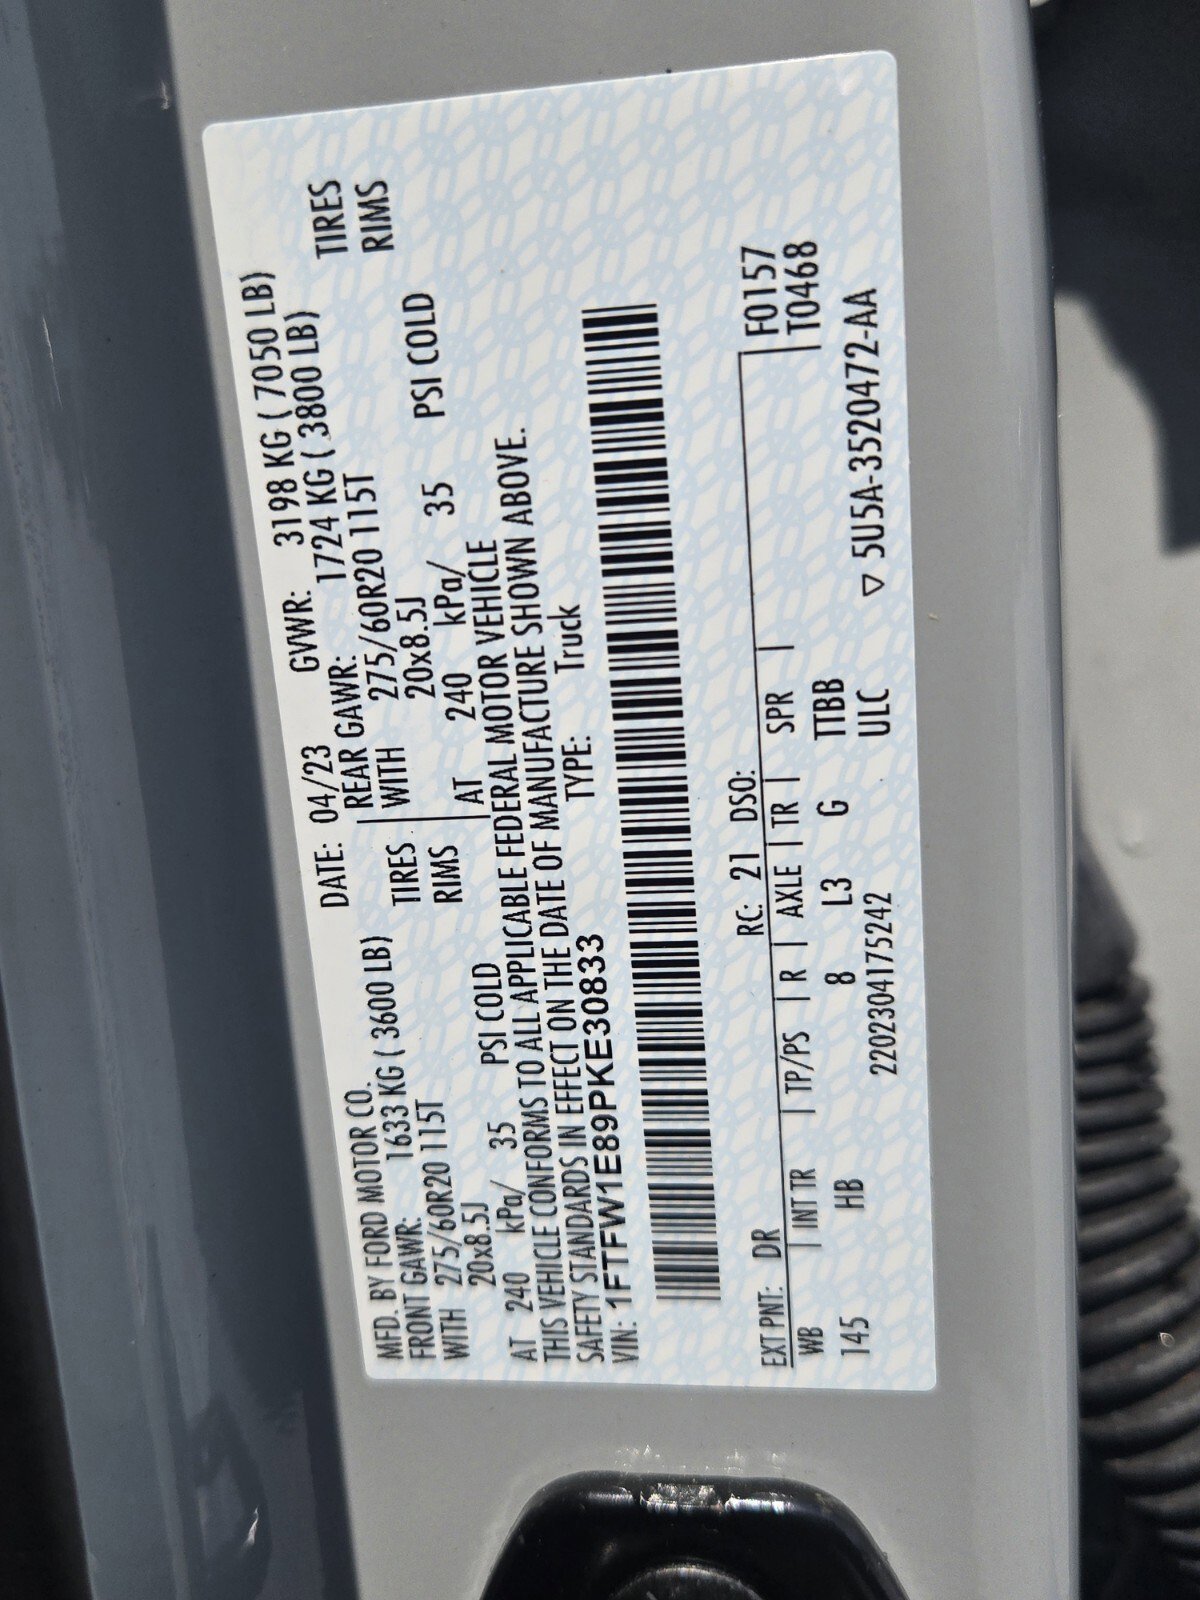 MFD. BY FORD MOTOR CO.
DATE: 04/23 GVWR: 3198 KG ( 7050 LB)
FRONT GAWR: 1633 KG ( 3600 LB)
REAR GAWR: 1724 KG ( 3800 LB)
WITH 275/60R20 115T TIRES
WITH 275/60R20 115T TIRES
20x8.5J RIMS
20x8.5J RIMS
AT 240 kPa/ 35 PSI COLD
AT 240 kPa/ 35 PSI COLD
THIS VEHICLE CONFORMS TO ALL APPLICABLE FEDERAL MOTOR VEHICLE
SAFETY STANDARDS IN EFFECT ON THE DATE OF MANUFACTURE SHOWN ABOVE.
VIN: 1FTFW1E89PKE30833 TYPE: Truck
EXT PNT: DR RC: 21 DSO: F0157
WB | INT TR | TP/PS | R | AXLE | TR | SPR | T0468
145 HB 8 L3 G TTBB
2202304175242 ULC ▽ 5U5A-3520472-AA